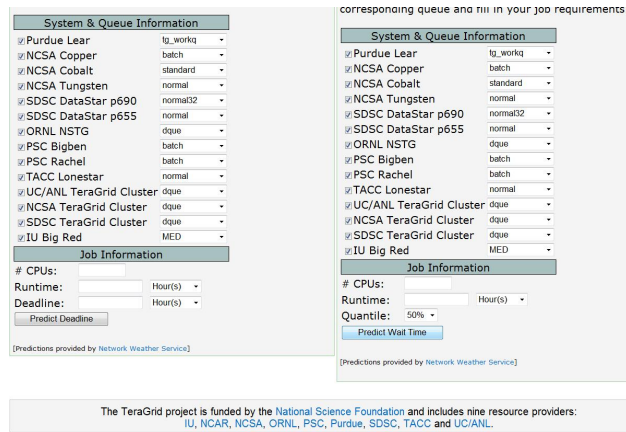 System & Queue Information
Purdue Lear tg_workq
NCSA Copper batch
NCSA Cobalt standard
NCSA Tungsten normal
SDSC DataStar p690 normal32
SDSC DataStar p655 normal
ORNL NSTG dque
PSC Bigben batch
PSC Rachel batch
TACC Lonestar normal
UC/ANL TeraGrid Cluster dque
NCSA TeraGrid Cluster dque
SDSC TeraGrid Cluster dque
IU Big Red MED
Job Information
# CPUs:
Runtime: Hour(s)
Deadline: Hour(s)
Predict Deadline
[Predictions provided by Network Weather Service]
corresponding queue and fill in your job requirements
System & Queue Information
Purdue Lear tg_workq
NCSA Copper batch
NCSA Cobalt standard
NCSA Tungsten normal
SDSC DataStar p690 normal32
SDSC DataStar p655 normal
ORNL NSTG dque
PSC Bigben batch
PSC Rachel batch
TACC Lonestar normal
UC/ANL TeraGrid Cluster dque
NCSA TeraGrid Cluster dque
SDSC TeraGrid Cluster dque
IU Big Red MED
Job Information
# CPUs:
Runtime: Hour(s)
Quantile: 50%
Predict Wait Time
[Predictions provided by Network Weather Service]
The TeraGrid project is funded by the National Science Foundation and includes nine resource providers:
IU, NCAR, NCSA, ORNL, PSC, Purdue, SDSC, TACC and UC/ANL.